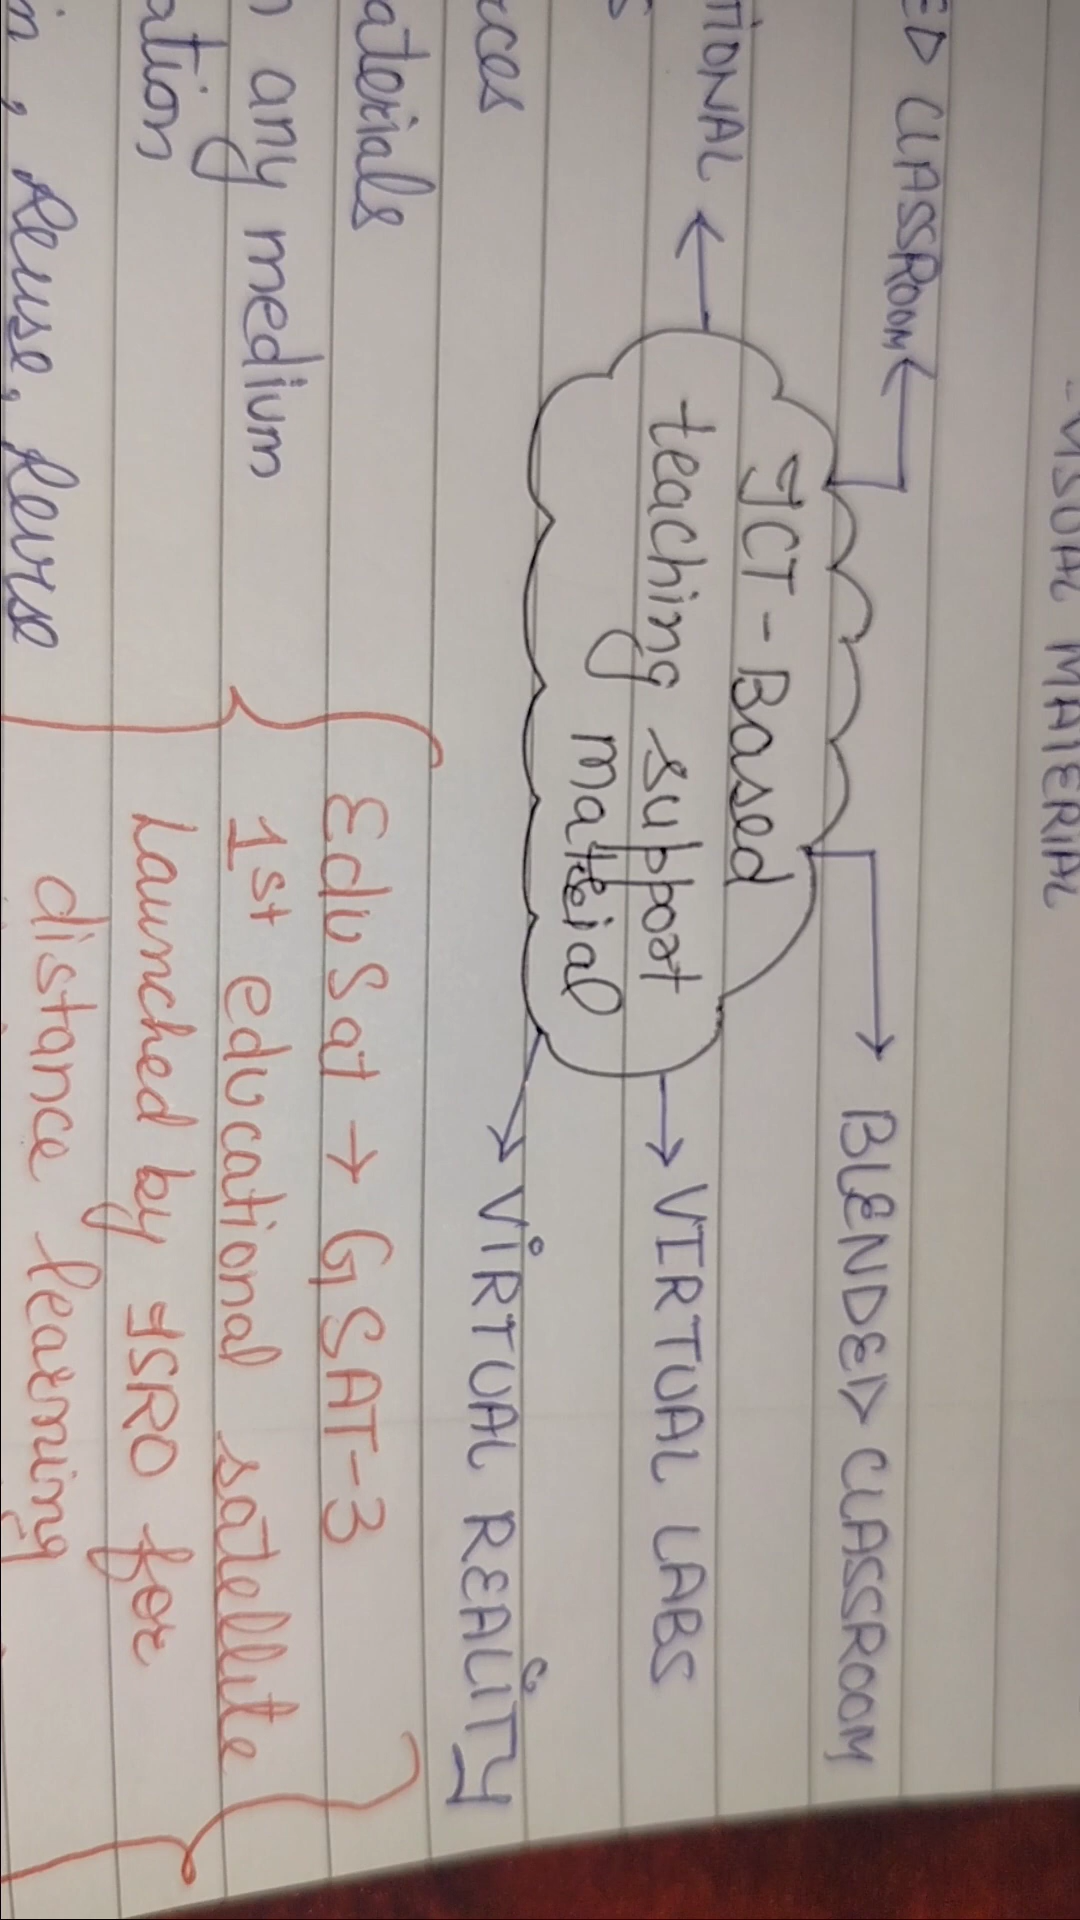 -VISUAL MATERIAL
ED CLASSROOM
BLENDED CLASSROOM
ICT-Based
teaching support
material
TIONAL
VIRTUAL LABS
rces
VIRTUAL REALITY
aterials
any medium
ation
n, Reuse, Revise
EduSat → GSAT-3
1st educational satellite
Launched by ISRO for
distance learning